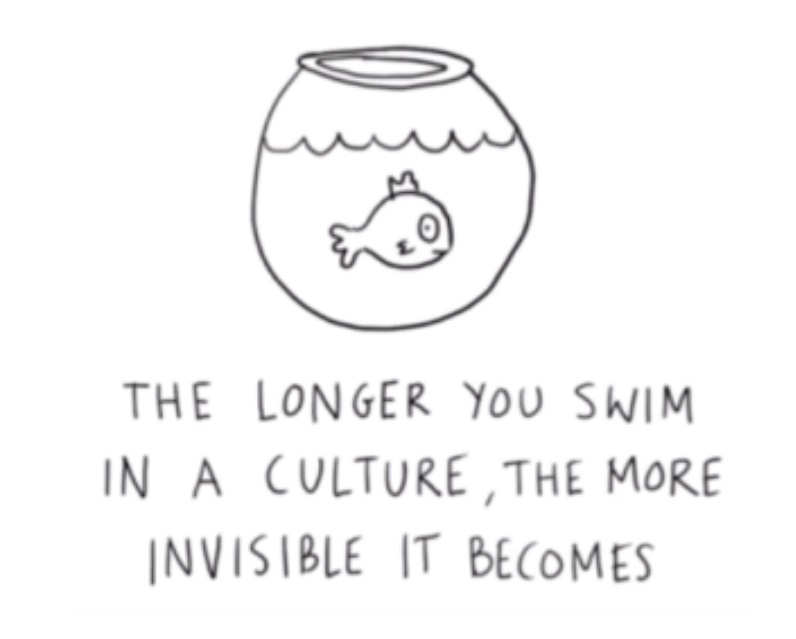 THE LONGER YOU SWIM
IN A CULTURE, THE MORE
INVISIBLE IT BECOMES